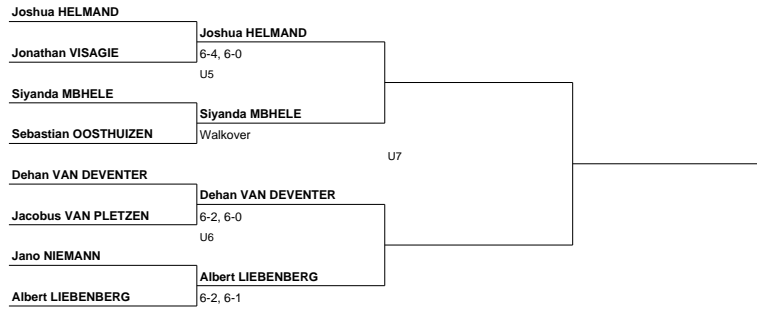 Joshua HELMAND
Joshua HELMAND
Jonathan VISAGIE
6-4, 6-0
U5
Siyanda MBHELE
Siyanda MBHELE
Sebastian OOSTHUIZEN
Walkover
U7
Dehan VAN DEVENTER
Dehan VAN DEVENTER
Jacobus VAN PLETZEN
6-2, 6-0
U6
Jano NIEMANN
Albert LIEBENBERG
Albert LIEBENBERG
6-2, 6-1